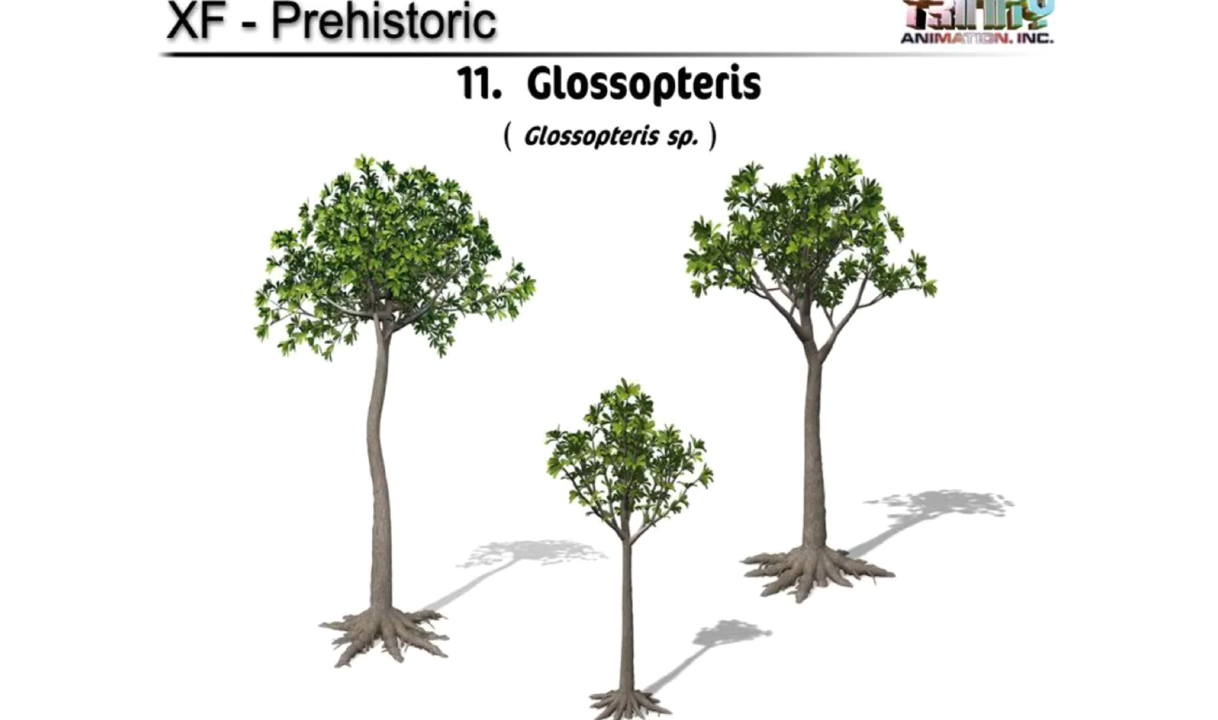 XF - Prehistoric
ANIMATION, INC.
11. Glossopteris
( Glossopteris sp. )